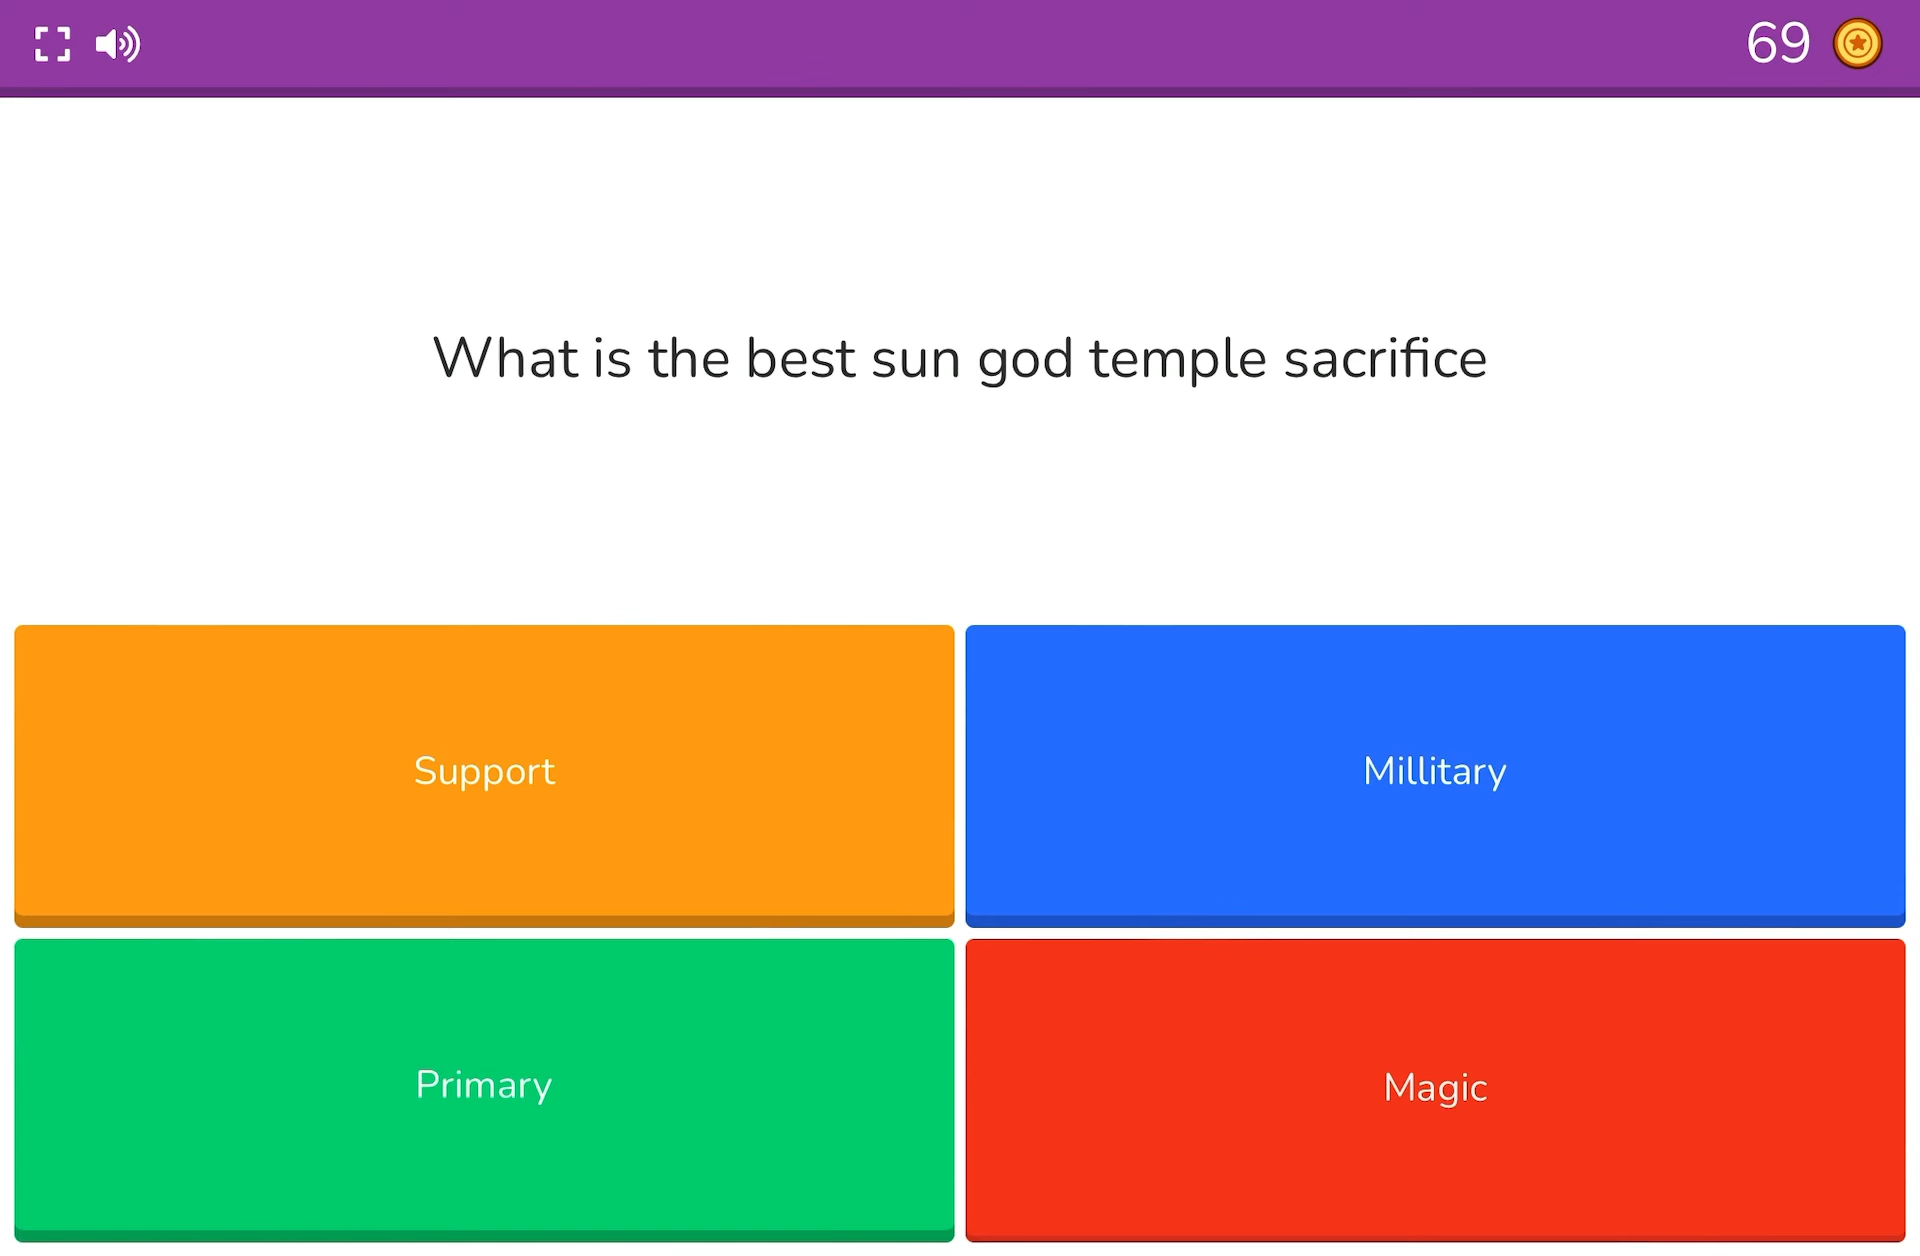 69
What is the best sun god temple sacrifice
Support
Millitary
Primary
Magic